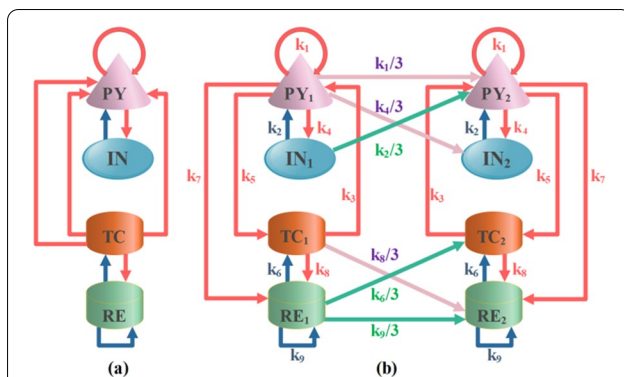 k₁ k₁/3 k₁
PY PY₁ k₄/3 PY₂
k₂ k₄ k₂/3 k₂ k₄
IN IN₁ IN₂
k₇ k₅ k₃ k₃ k₅ k₇
TC TC₁ k₈/3 TC₂
k₆ k₈ k₆/3 k₆ k₈
RE RE₁ k₉/3 RE₂
k₉ k₉
(a) (b)